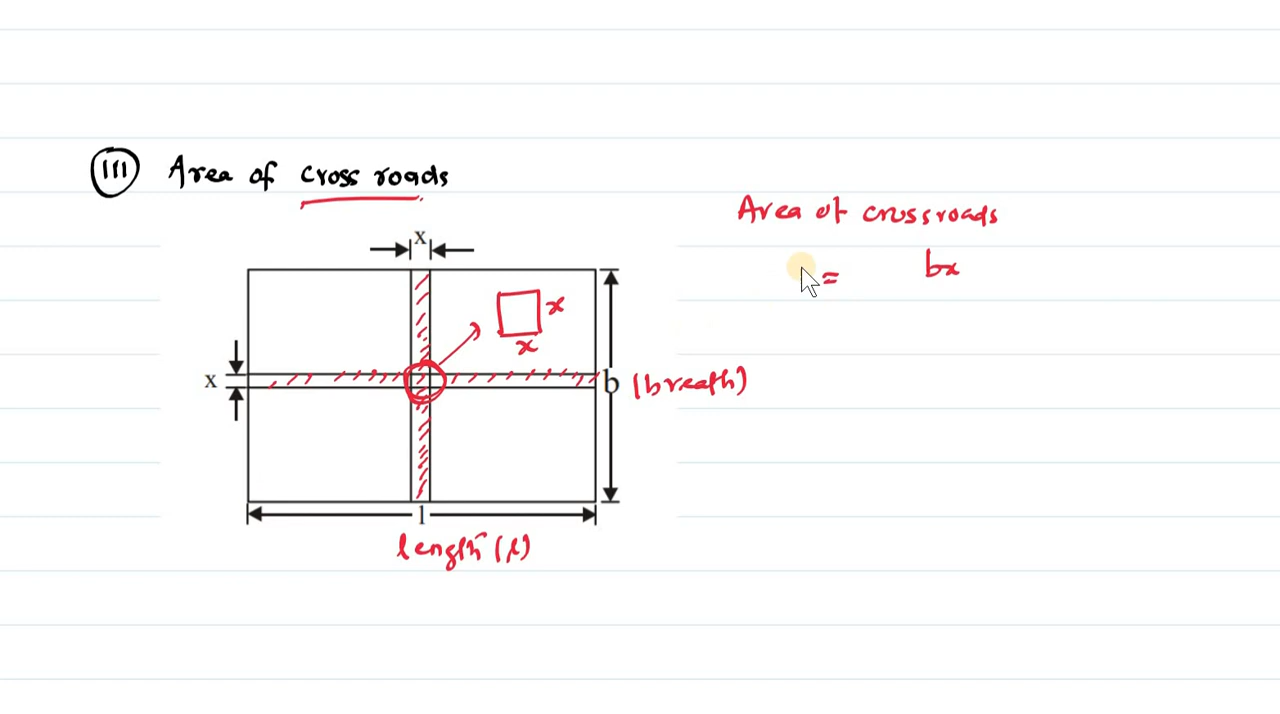 III Area of cross roads
Area of crossroads
= bx
x
x
x
x
b (breath)
l
length (l)